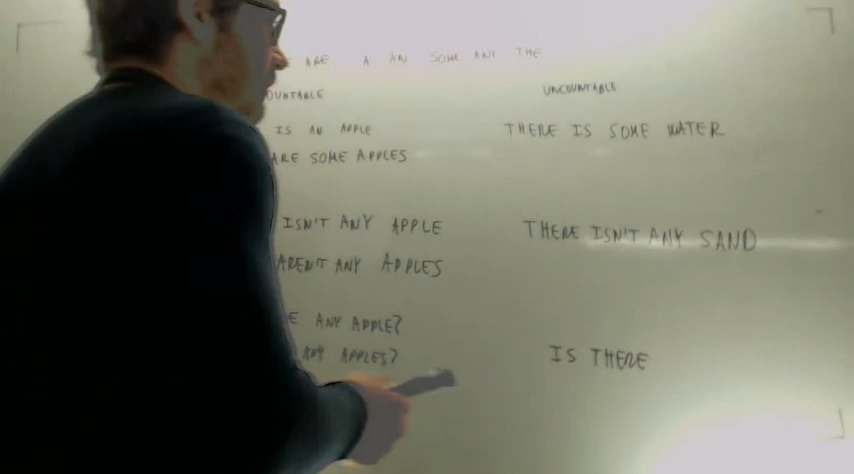 ARE A AN SOME ANY THE
OUNTABLE
UNCOUNTABLE
IS AN APPLE
THERE IS SOME WATER
ARE SOME APPLES
ISN'T ANY APPLE
THERE ISN'T ANY SAND
AREN'T ANY APPLES
E ANY APPLE?
ANY APPLES?
IS THERE